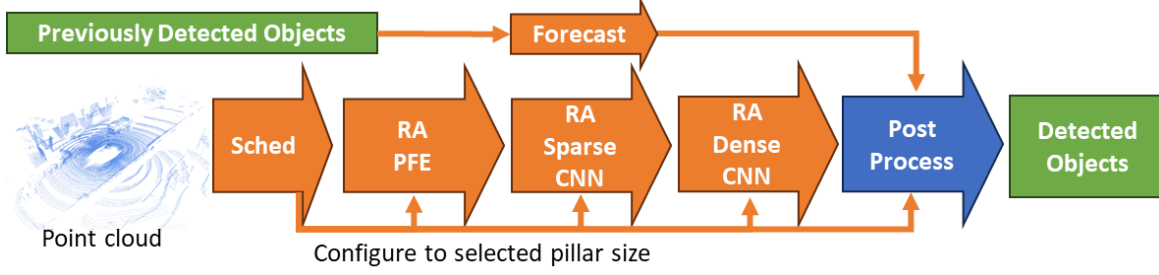 Previously Detected Objects
Forecast
Sched
RA
PFE
RA
Sparse
CNN
RA
Dense
CNN
Post
Process
Detected
Objects
Point cloud
Configure to selected pillar size